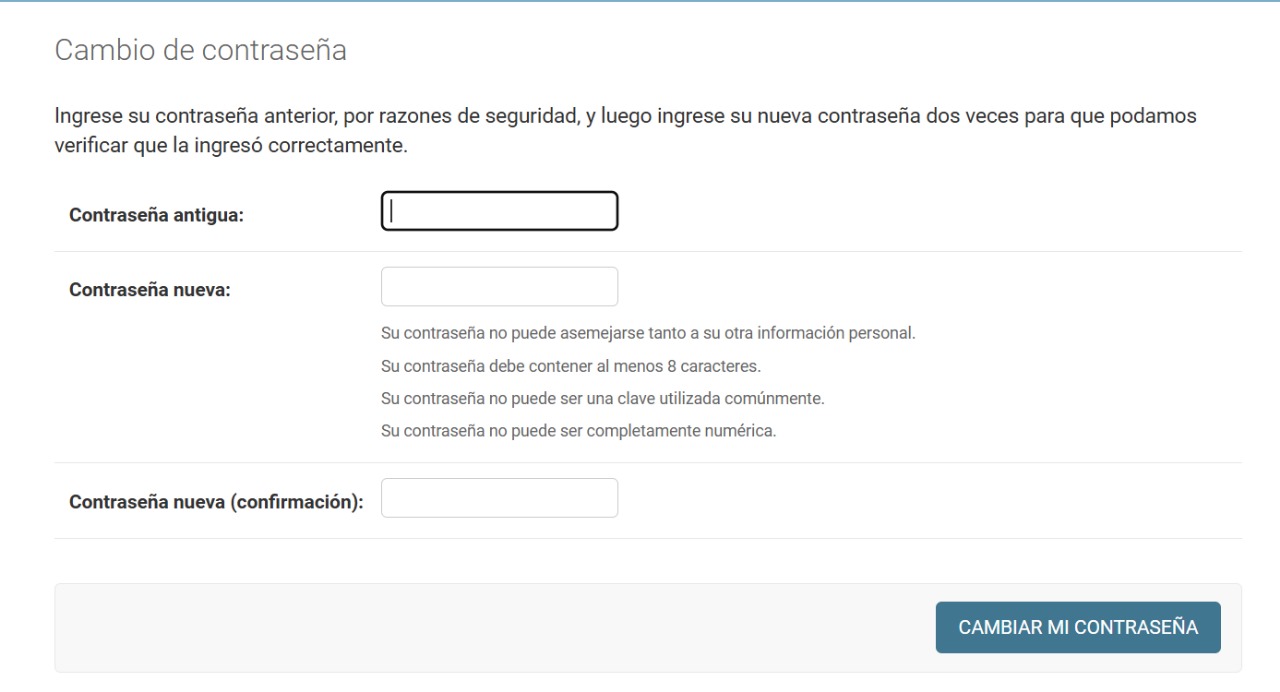 Cambio de contraseña
Ingrese su contraseña anterior, por razones de seguridad, y luego ingrese su nueva contraseña dos veces para que podamos
verificar que la ingresó correctamente.
Contraseña antigua:
Contraseña nueva:
Su contraseña no puede asemejarse tanto a su otra información personal.
Su contraseña debe contener al menos 8 caracteres.
Su contraseña no puede ser una clave utilizada comúnmente.
Su contraseña no puede ser completamente numérica.
Contraseña nueva (confirmación):
CAMBIAR MI CONTRASEÑA